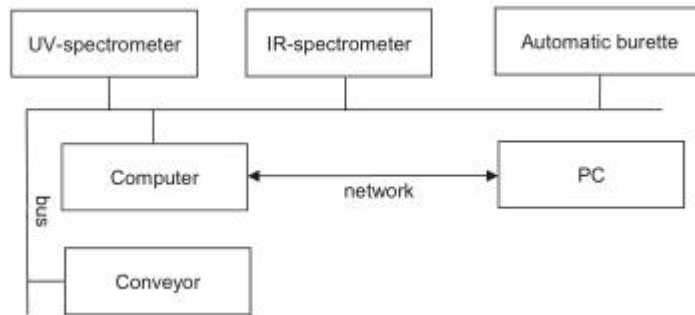 UV-spectrometer
IR-spectrometer
Automatic burette
Computer
network
PC
bus
Conveyor